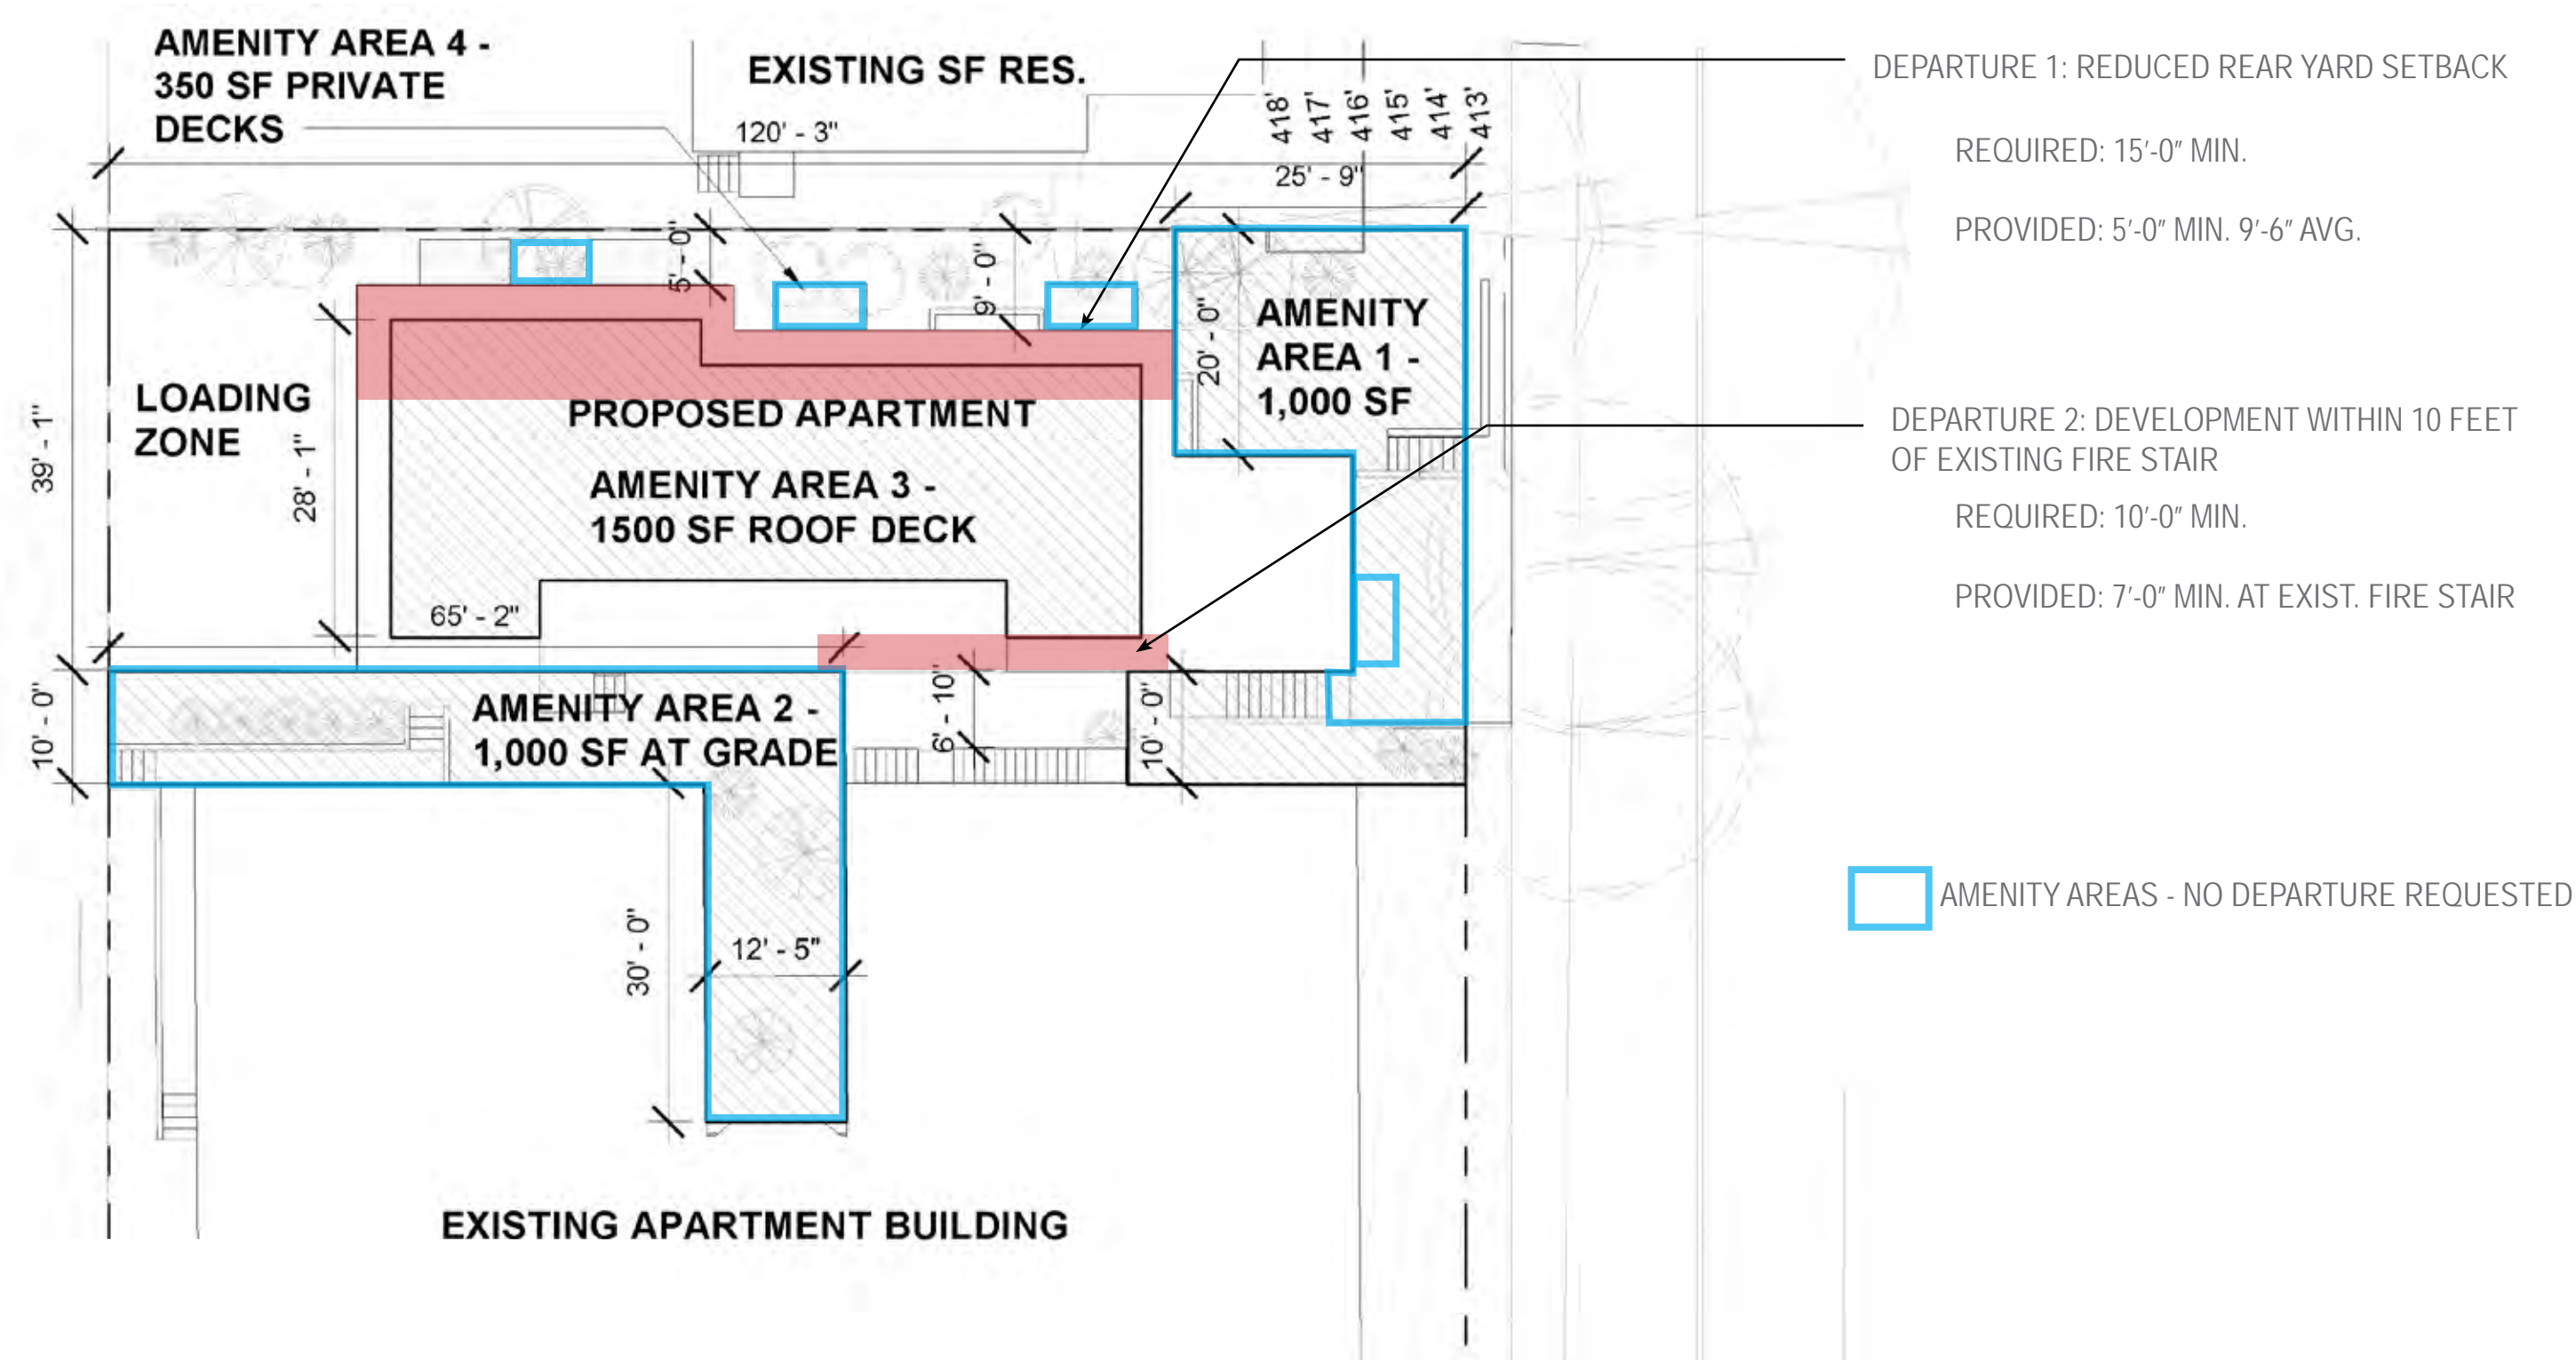 AMENITY AREA 4 -
350 SF PRIVATE
DECKS
EXISTING SF RES.
120' - 3"
418'
417'
416'
415'
414'
413'
25' - 9"
DEPARTURE 1: REDUCED REAR YARD SETBACK
REQUIRED: 15'-0" MIN.
PROVIDED: 5'-0" MIN. 9'-6" AVG.
5' - 0"
9' - 0"
20' - 0"
AMENITY
AREA 1 -
1,000 SF
LOADING
ZONE
39' - 1"
28' - 1"
PROPOSED APARTMENT
AMENITY AREA 3 -
1500 SF ROOF DECK
65' - 2"
DEPARTURE 2: DEVELOPMENT WITHIN 10 FEET
OF EXISTING FIRE STAIR
REQUIRED: 10'-0" MIN.
PROVIDED: 7'-0" MIN. AT EXIST. FIRE STAIR
10' - 0"
AMENITY AREA 2 -
1,000 SF AT GRADE
6' - 10"
10' - 0"
30' - 0"
12' - 5"
AMENITY AREAS - NO DEPARTURE REQUESTED
EXISTING APARTMENT BUILDING